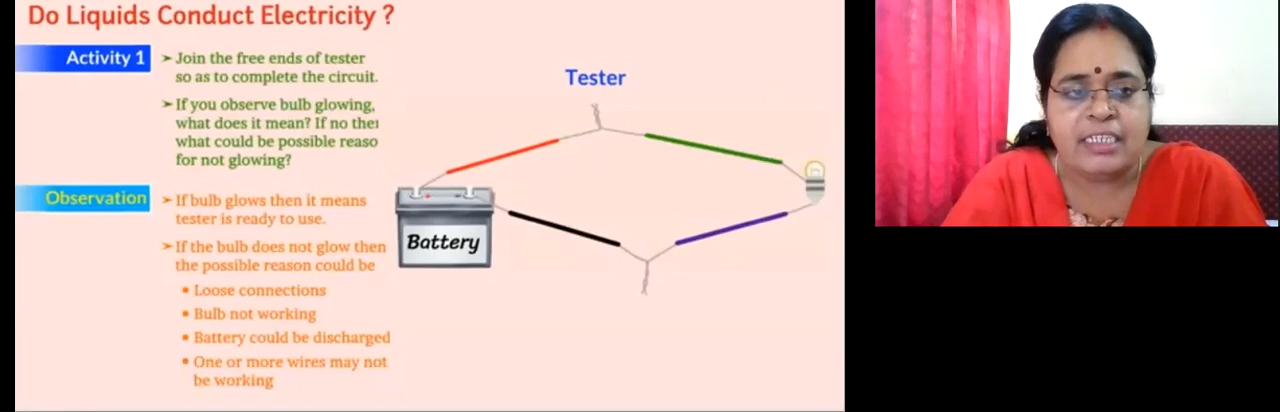 Do Liquids Conduct Electricity ?
Activity 1
➢ Join the free ends of tester
so as to complete the circuit.
➢ If you observe bulb glowing,
what does it mean? If no
what could be possible
for not glowing?
Observation
➢ If bulb glows then it means
tester is ready to use.
➢ If the bulb does not glow then
the possible reason could be
• Loose connections
• Bulb not working
• Battery could be discharged
• One or more wires may not
be working
Tester
Battery